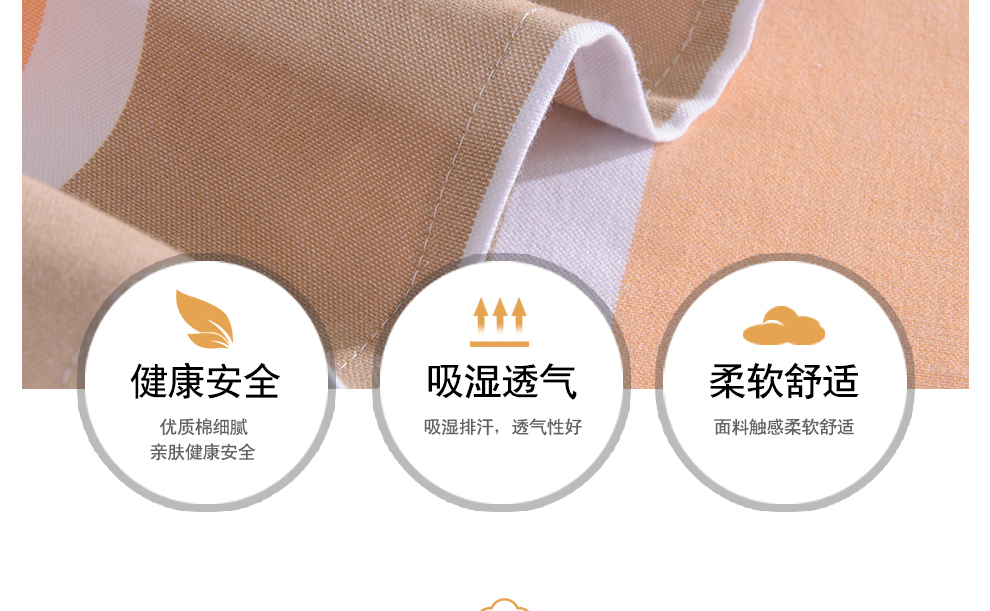 健康安全
优质棉细腻
亲肤健康安全
吸湿透气
吸湿排汗，透气性好
柔软舒适
面料触感柔软舒适